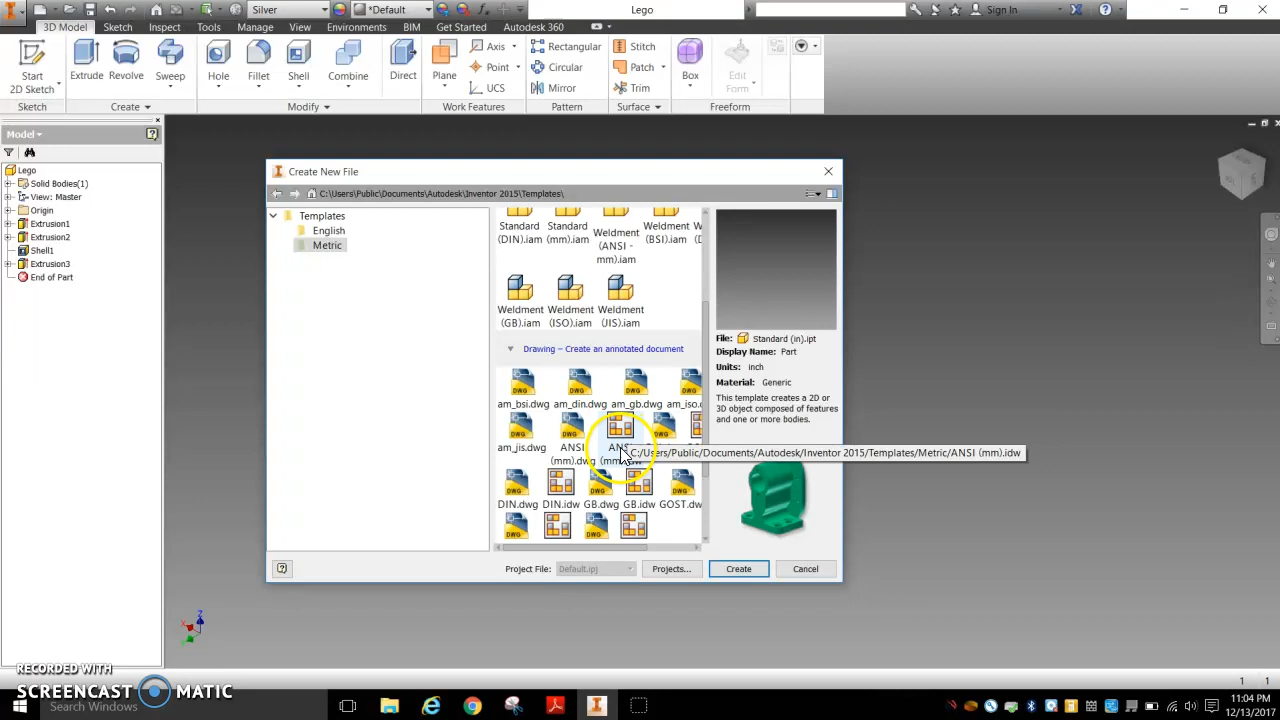 Silver
*Default
Lego
Sign In
3D Model Sketch Inspect Tools Manage View Environments BIM Get Started Autodesk 360
Start
2D Sketch
Extrude Revolve Sweep
Hole Fillet Shell Combine Direct
Plane
Axis
Point
UCS
Rectangular
Circular
Mirror
Stitch
Patch
Trim
Box
Edit
Form
Sketch Create Modify Work Features Pattern Surface Freeform
Model
Lego
Solid Bodies(1)
View: Master
Origin
Extrusion1
Extrusion2
Shell1
Extrusion3
End of Part
Create New File
C:\Users\Public\Documents\Autodesk\Inventor 2015\Templates\
Templates
English
Metric
Standard
(DIN).iam
Standard
(mm).iam
Weldment
(ANSI -
mm).iam
Weldment
(BSI).iam
Weldment
(GB).iam
Weldment
(ISO).iam
Weldment
(JIS).iam
Drawing – Create an annotated document
am_bsi.dwg am_din.dwg am_gb.dwg am_iso.
am_jis.dwg
ANSI
(mm).dwg
C:/Users/Public/Documents/Autodesk/Inventor 2015/Templates/Metric/ANSI (mm).idw
DIN.dwg DIN.idw GB.dwg GB.idw GOST.dw
File: Standard (in).ipt
Display Name: Part
Units: inch
Material: Generic
This template creates a 2D or
3D object composed of features
and one or more bodies.
Project File: Default.ipj
Projects...
Create
Cancel
RECORDED WITH
SCREENCAST MATIC
Search Windows
1 1
11:04 PM
12/13/2017